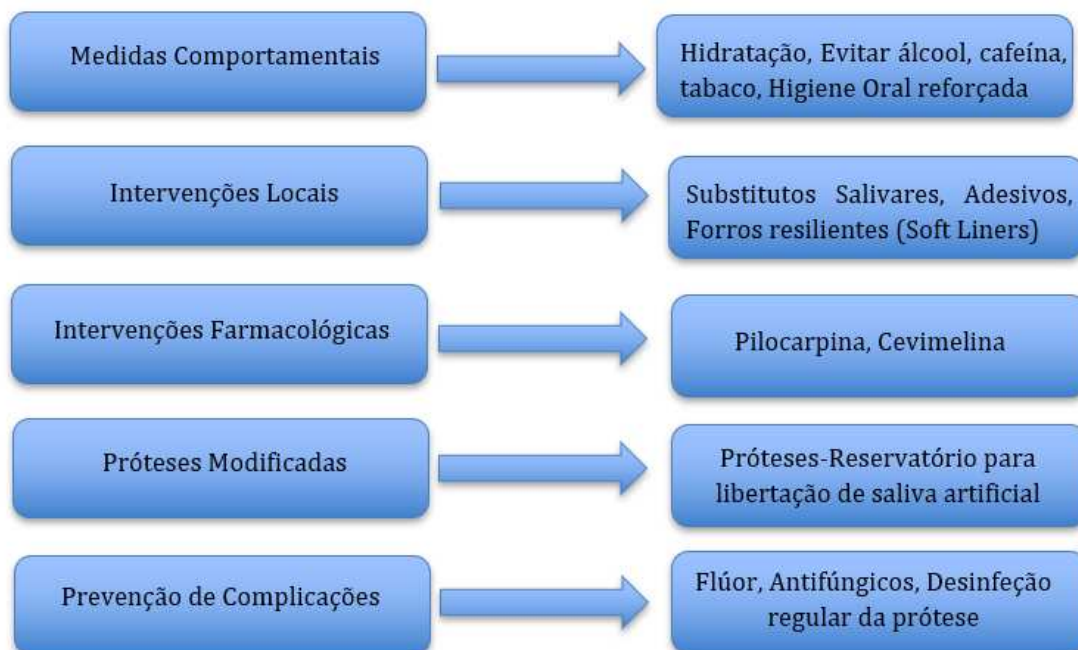 Medidas Comportamentais
Hidratação, Evitar álcool, cafeína,
tabaco, Higiene Oral reforçada
Intervenções Locais
Substitutos Salivares, Adesivos,
Forros resilientes (Soft Liners)
Intervenções Farmacológicas
Pilocarpina, Cevimelina
Próteses Modificadas
Próteses-Reservatório para
libertação de saliva artificial
Prevenção de Complicações
Flúor, Antifúngicos, Desinfeção
regular da prótese